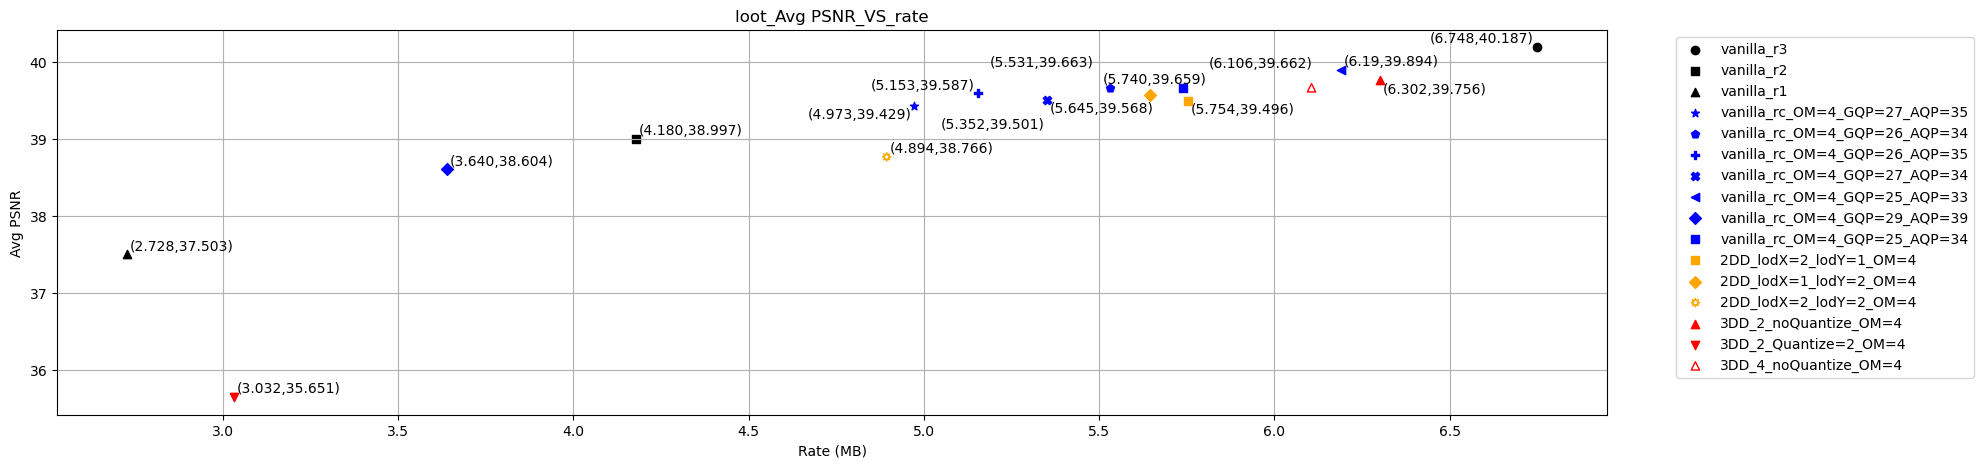 loot_Avg PSNR_VS_rate
Avg PSNR
40
39
38
37
36
(6.748,40.187)
(5.531,39.663)
(6.106,39.662)
(6.19,39.894)
(5.153,39.587)
(5.740,39.659)
(6.302,39.756)
(4.973,39.429)
(5.352,39.501)
(5.645,39.568)
(5.754,39.496)
(4.180,38.997)
(4.894,38.766)
(3.640,38.604)
(2.728,37.503)
(3.032,35.651)
3.0
3.5
4.0
4.5
5.0
5.5
6.0
6.5
Rate (MB)
vanilla_r3
vanilla_r2
vanilla_r1
vanilla_rc_OM=4_GQP=27_AQP=35
vanilla_rc_OM=4_GQP=26_AQP=34
vanilla_rc_OM=4_GQP=26_AQP=35
vanilla_rc_OM=4_GQP=27_AQP=34
vanilla_rc_OM=4_GQP=25_AQP=33
vanilla_rc_OM=4_GQP=29_AQP=39
vanilla_rc_OM=4_GQP=25_AQP=34
2DD_lodX=2_lodY=1_OM=4
2DD_lodX=1_lodY=2_OM=4
2DD_lodX=2_lodY=2_OM=4
3DD_2_noQuantize_OM=4
3DD_2_Quantize=2_OM=4
3DD_4_noQuantize_OM=4